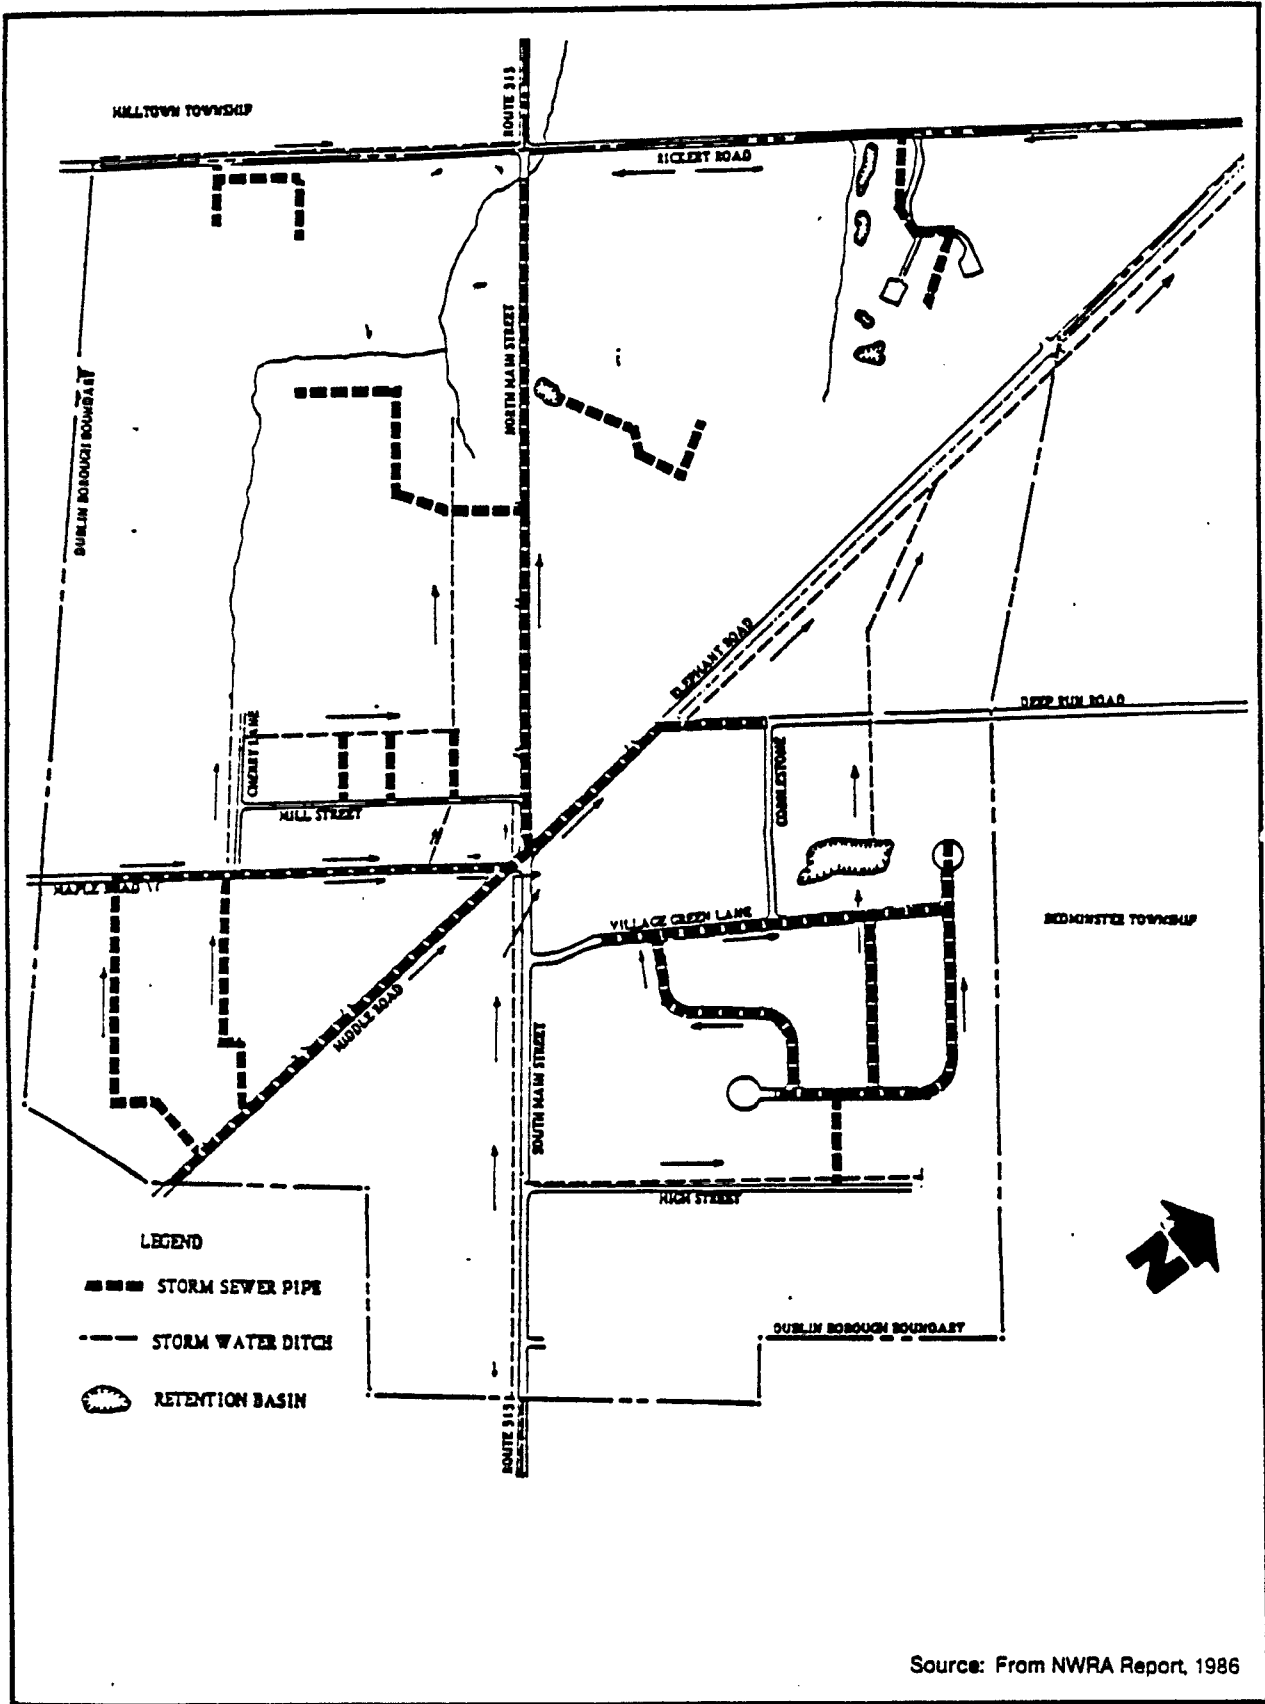 ROUTE 313
HILLTOWN TOWNSHIP
RICKERT ROAD
NORTH MAIN STREET
DUBLIN BOROUGH BOUNDARY
ELEPHANT ROAD
DEEP RUN ROAD
CHERRY LANE
COBBLESTONE
MILL STREET
MAPLE ROAD
VILLAGE GREEN LANE
BEDMINSTER TOWNSHIP
MIDDLE ROAD
SOUTH MAIN STREET
HIGH STREET
LEGEND
STORM SEWER PIPE
STORM WATER DITCH
RETENTION BASIN
N
DUBLIN BOROUGH BOUNDARY
ROUTE 313
Source: From NWRA Report, 1986